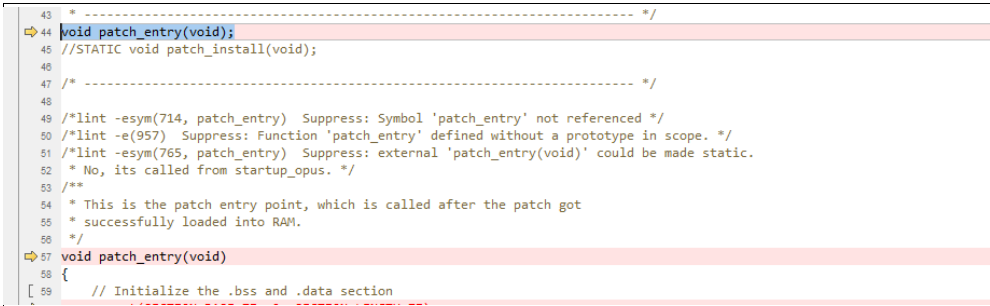 43 * ---------------------------------------------------------------------- */
44 void patch_entry(void);
45 //STATIC void patch_install(void);
46
47 /* ---------------------------------------------------------------------- */
48
49 /*lint -esym(714, patch_entry)  Suppress: Symbol 'patch_entry' not referenced */
50 /*lint -e(957)  Suppress: Function 'patch_entry' defined without a prototype in scope. */
51 /*lint -esym(765, patch_entry)  Suppress: external 'patch_entry(void)' could be made static.
52 * No, its called from startup_opus. */
53 /**
54 * This is the patch entry point, which is called after the patch got
55 * successfully loaded into RAM.
56 */
57 void patch_entry(void)
58 {
[ 59 // Initialize the .bss and .data section